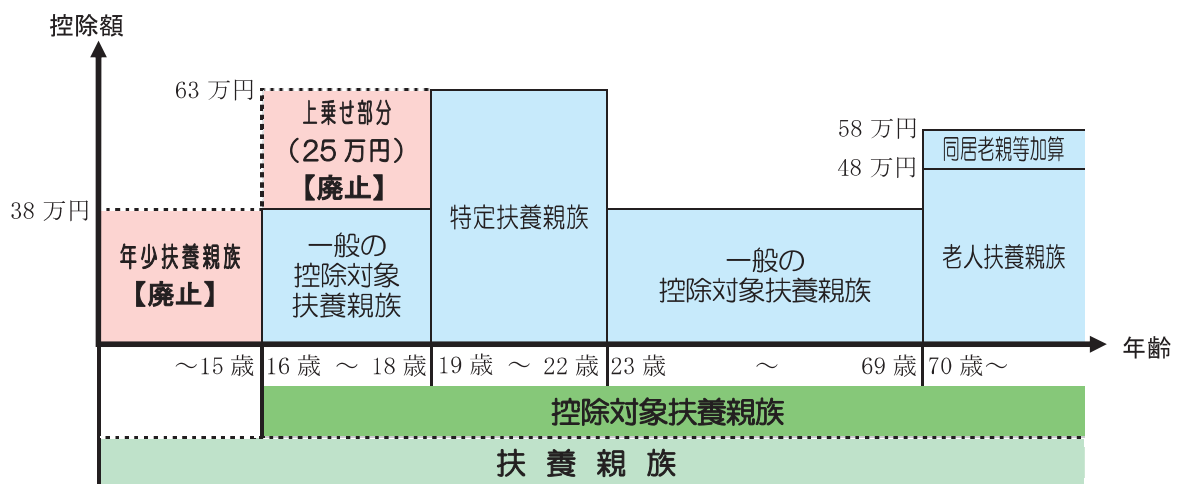 控除額
63 万円
上乗せ部分
（25 万円）
【廃止】
58 万円
同居老親等加算
48 万円
38 万円
年少扶養親族
【廃止】
一般の
控除対象
扶養親族
特定扶養親族
一般の
控除対象扶養親族
老人扶養親族
年齢
～15 歳
16 歳 ～ 18 歳
19 歳 ～ 22 歳
23 歳 ～ 69 歳
70 歳～
控除対象扶養親族
扶養親族